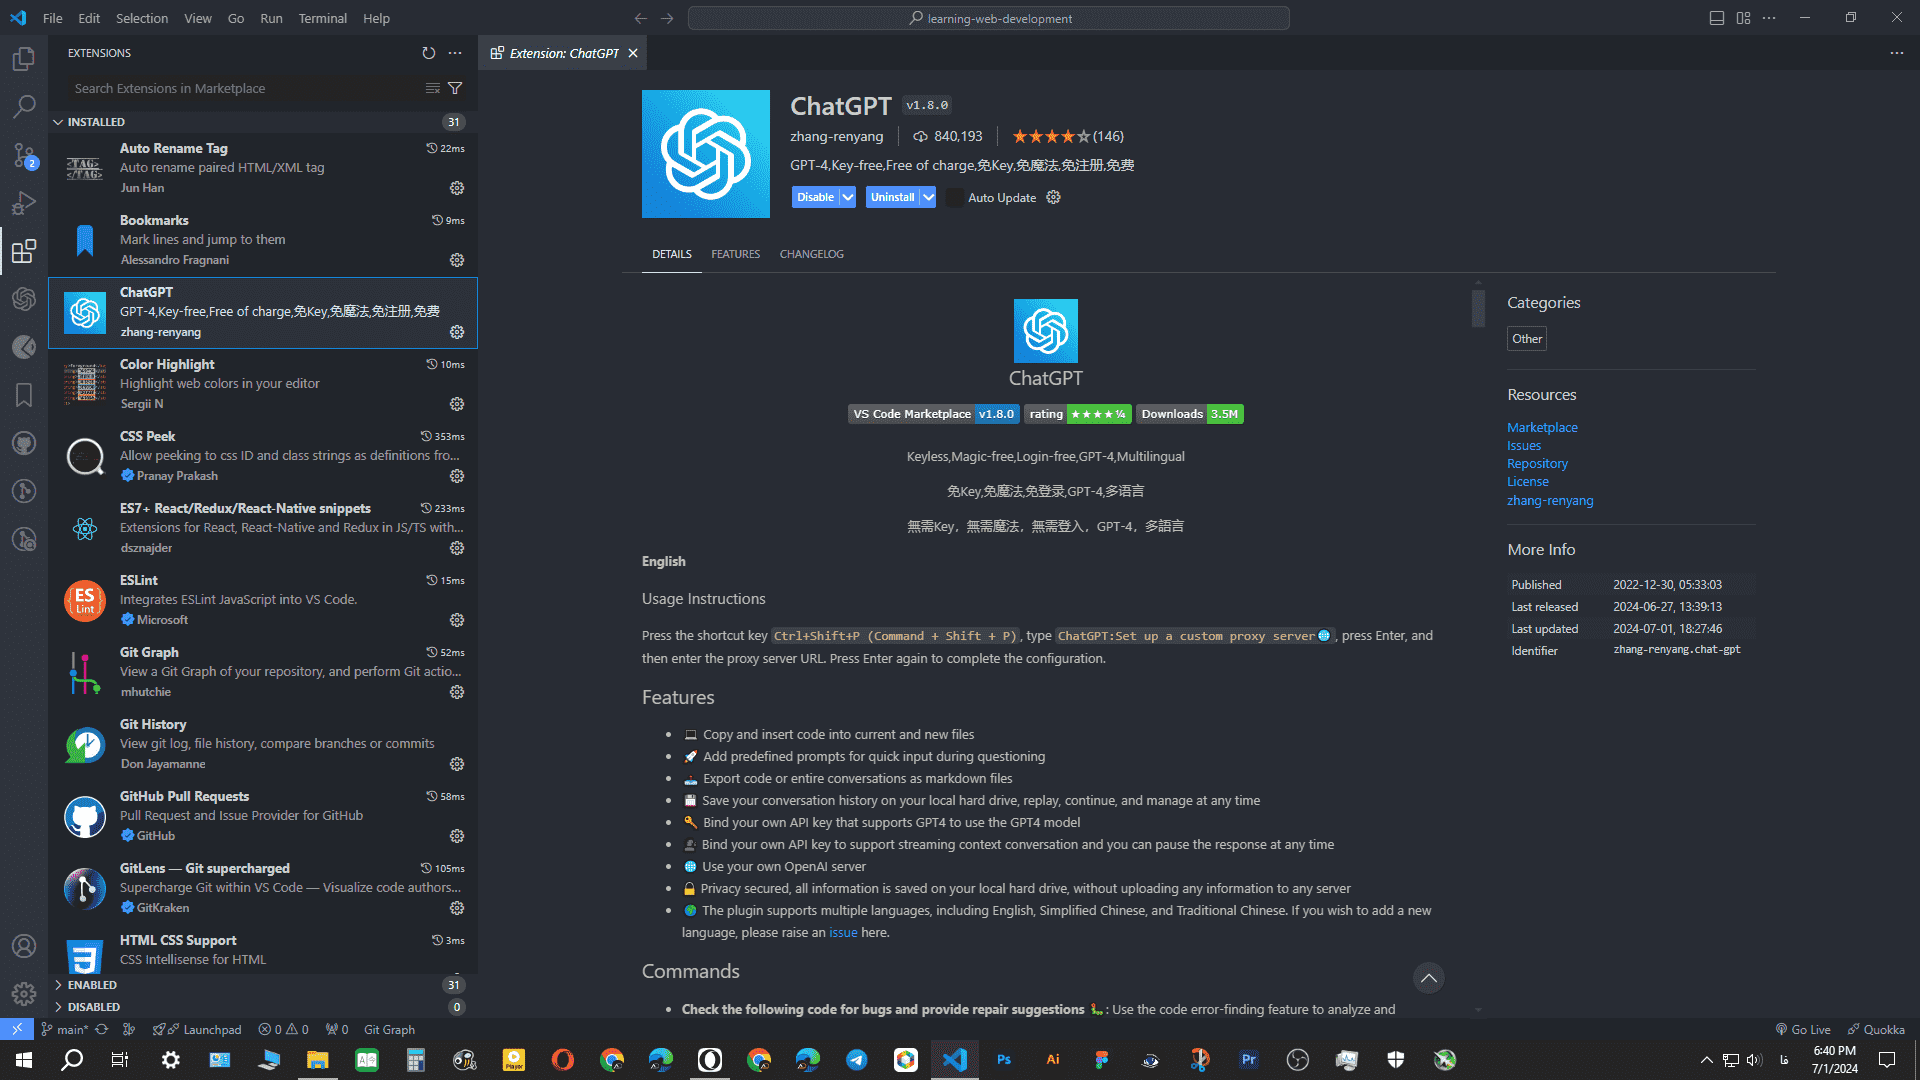 File Edit Selection View Go Run Terminal Help
learning-web-development
EXTENSIONS
Search Extensions in Marketplace
INSTALLED 31
Auto Rename Tag 22ms
Auto rename paired HTML/XML tag
Jun Han
Bookmarks 9ms
Mark lines and jump to them
Alessandro Fragnani
ChatGPT
GPT-4,Key-free,Free of charge,免Key,免魔法,免注册,免费
zhang-renyang
Color Highlight 10ms
Highlight web colors in your editor
Sergii N
CSS Peek 353ms
Allow peeking to css ID and class strings as definitions fro...
Pranay Prakash
ES7+ React/Redux/React-Native snippets 233ms
Extensions for React, React-Native and Redux in JS/TS with...
dsznajder
ES Lint
ESLint 15ms
Integrates ESLint JavaScript into VS Code.
Microsoft
Git Graph 52ms
View a Git Graph of your repository, and perform Git actio...
mhutchie
Git History
View git log, file history, compare branches or commits
Don Jayamanne
GitHub Pull Requests 58ms
Pull Request and Issue Provider for GitHub
GitHub
GitLens — Git supercharged 105ms
Supercharge Git within VS Code — Visualize code authors...
GitKraken
HTML CSS Support 3ms
CSS Intellisense for HTML
ENABLED 31
DISABLED 0
Extension: ChatGPT
ChatGPT v1.8.0
zhang-renyang 840,193 (146)
GPT-4,Key-free,Free of charge,免Key,免魔法,免注册,免费
Disable Uninstall Auto Update
DETAILS FEATURES CHANGELOG
ChatGPT
VS Code Marketplace v1.8.0 rating ★★★★¼ Downloads 3.5M
Keyless,Magic-free,Login-free,GPT-4,Multilingual
免Key,免魔法,免登录,GPT-4,多语言
無需Key，無需魔法，無需登入，GPT-4，多語言
English
Usage Instructions
Press the shortcut key Ctrl+Shift+P (Command + Shift + P), type ChatGPT:Set up a custom proxy server🌐, press Enter, and
then enter the proxy server URL. Press Enter again to complete the configuration.
Features
• 💻 Copy and insert code into current and new files
• 🚀 Add predefined prompts for quick input during questioning
• 📤 Export code or entire conversations as markdown files
• 💾 Save your conversation history on your local hard drive, replay, continue, and manage at any time
• 🔑 Bind your own API key that supports GPT4 to use the GPT4 model
• Bind your own API key to support streaming context conversation and you can pause the response at any time
• 🌐 Use your own OpenAI server
• 🔒 Privacy secured, all information is saved on your local hard drive, without uploading any information to any server
• 🌍 The plugin supports multiple languages, including English, Simplified Chinese, and Traditional Chinese. If you wish to add a new
language, please raise an issue here.
Commands
• Check the following code for bugs and provide repair suggestions 🐛: Use the code error-finding feature to analyze and
Categories
Other
Resources
Marketplace
Issues
Repository
License
zhang-renyang
More Info
Published 2022-12-30, 05:33:03
Last released 2024-06-27, 13:39:13
Last updated 2024-07-01, 18:27:46
Identifier zhang-renyang.chat-gpt
2
main* 0 0 0 Launchpad Git Graph Go Live Quokka
Player Ps Ai Pr فا
6:40 PM
7/1/2024